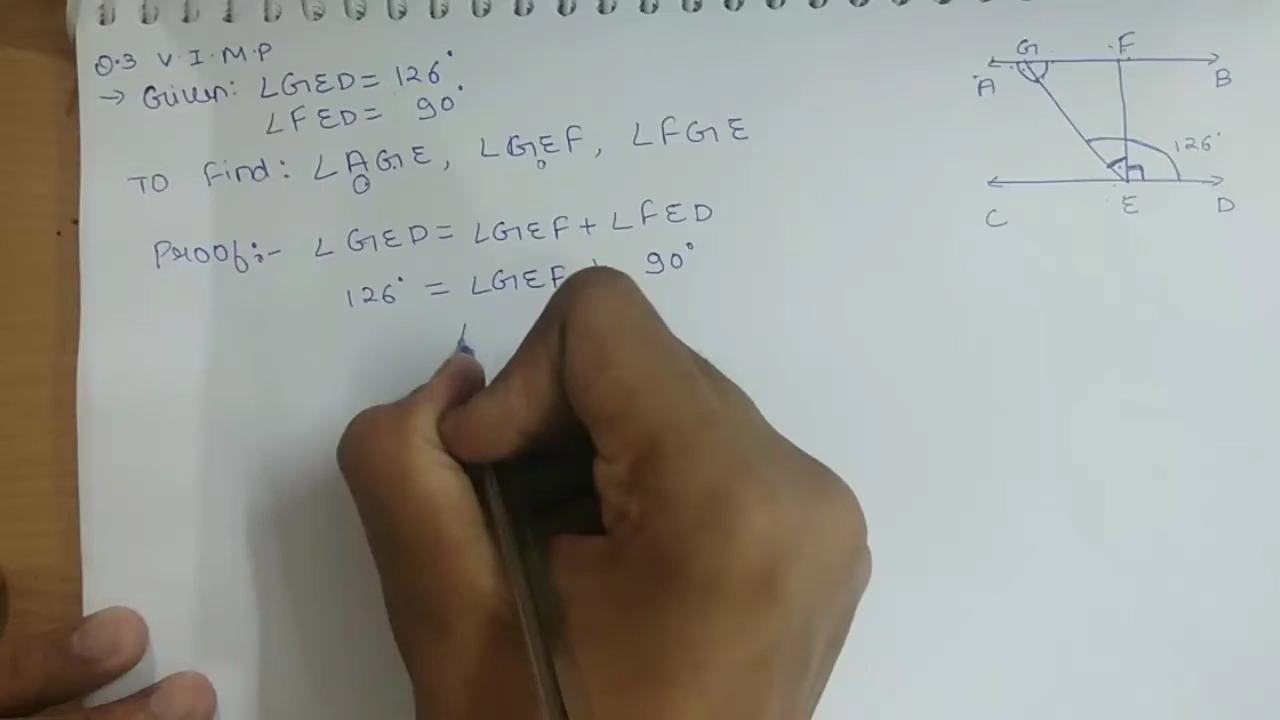 Q.3 V.I.M.P
→ Given: ∠GED = 126°
∠FED = 90°
To find: ∠AGE, ∠GEF, ∠FGE
Proof:- ∠GED = ∠GEF + ∠FED
126° = ∠GEF + 90°
G F
A B
126°
C E D